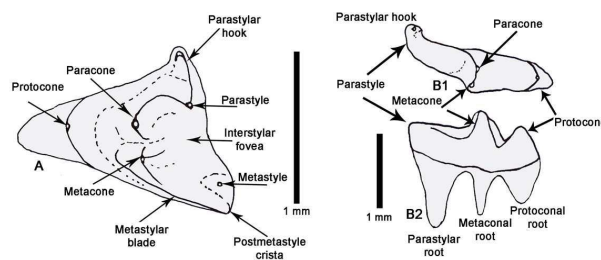 Parastylar
hook
Paracone
Protocone
Parastyle
Interstylar
fovea
A
Metacone
Metastyle
Metastylar
blade
Postmetastyle
crista
1 mm
Parastylar hook
Paracone
B1
Parastyle
Metacone
Protocon
1 mm
B2
Parastylar
root
Metaconal
root
Protoconal
root